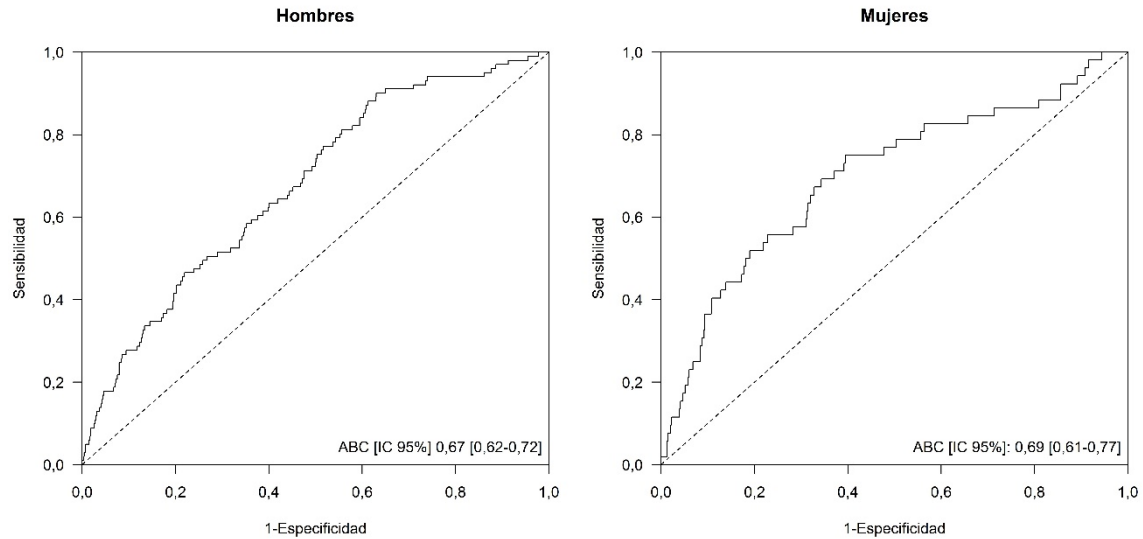 Hombres
1,0
0,8
0,6
0,4
0,2
0,0
Sensibilidad
ABC [IC 95%] 0,67 [0,62-0,72]
0,0 0,2 0,4 0,6 0,8 1,0
1-Especificidad
Mujeres
1,0
0,8
0,6
0,4
0,2
0,0
Sensibilidad
ABC [IC 95%]: 0,69 [0,61-0,77]
0,0 0,2 0,4 0,6 0,8 1,0
1-Especificidad